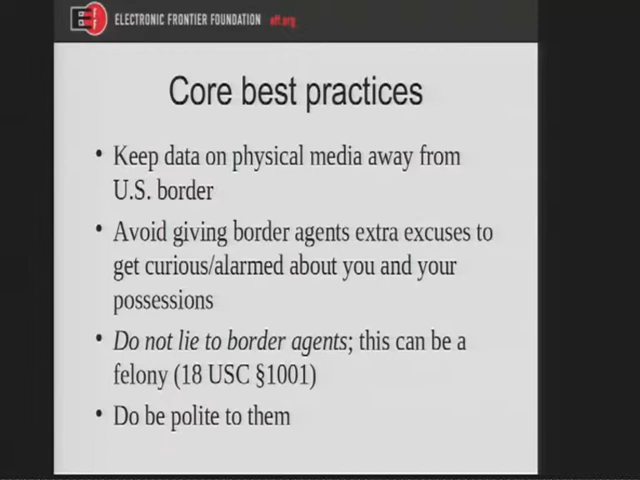 ELECTRONIC FRONTIER FOUNDATION eff.org
Core best practices
• Keep data on physical media away from
U.S. border
• Avoid giving border agents extra excuses to
get curious/alarmed about you and your
possessions
• Do not lie to border agents; this can be a
felony (18 USC §1001)
• Do be polite to them